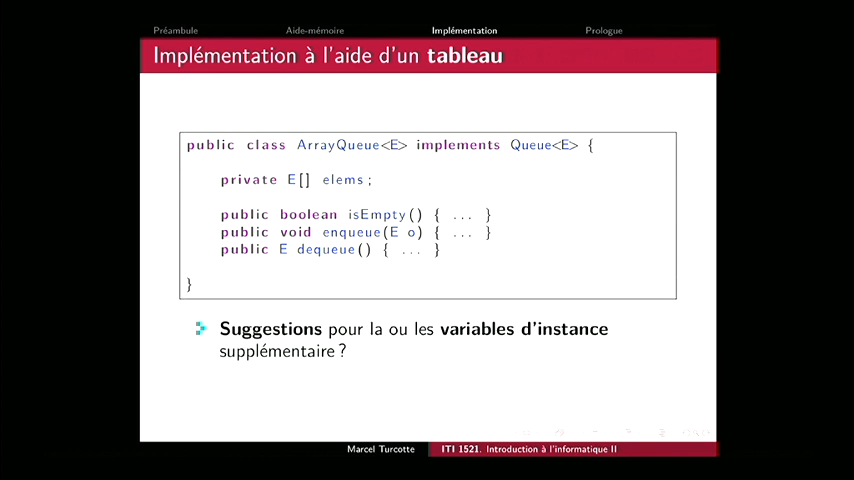 Préambule Aide-mémoire Implémentation Prologue
Implémentation à l'aide d'un tableau
public class ArrayQueue<E> implements Queue<E> {
private E[] elems;
public boolean isEmpty() { ... }
public void enqueue(E o) { ... }
public E dequeue() { ... }
}
Suggestions pour la ou les variables d'instance
supplémentaire ?
Marcel Turcotte ITI 1521. Introduction à l'informatique II